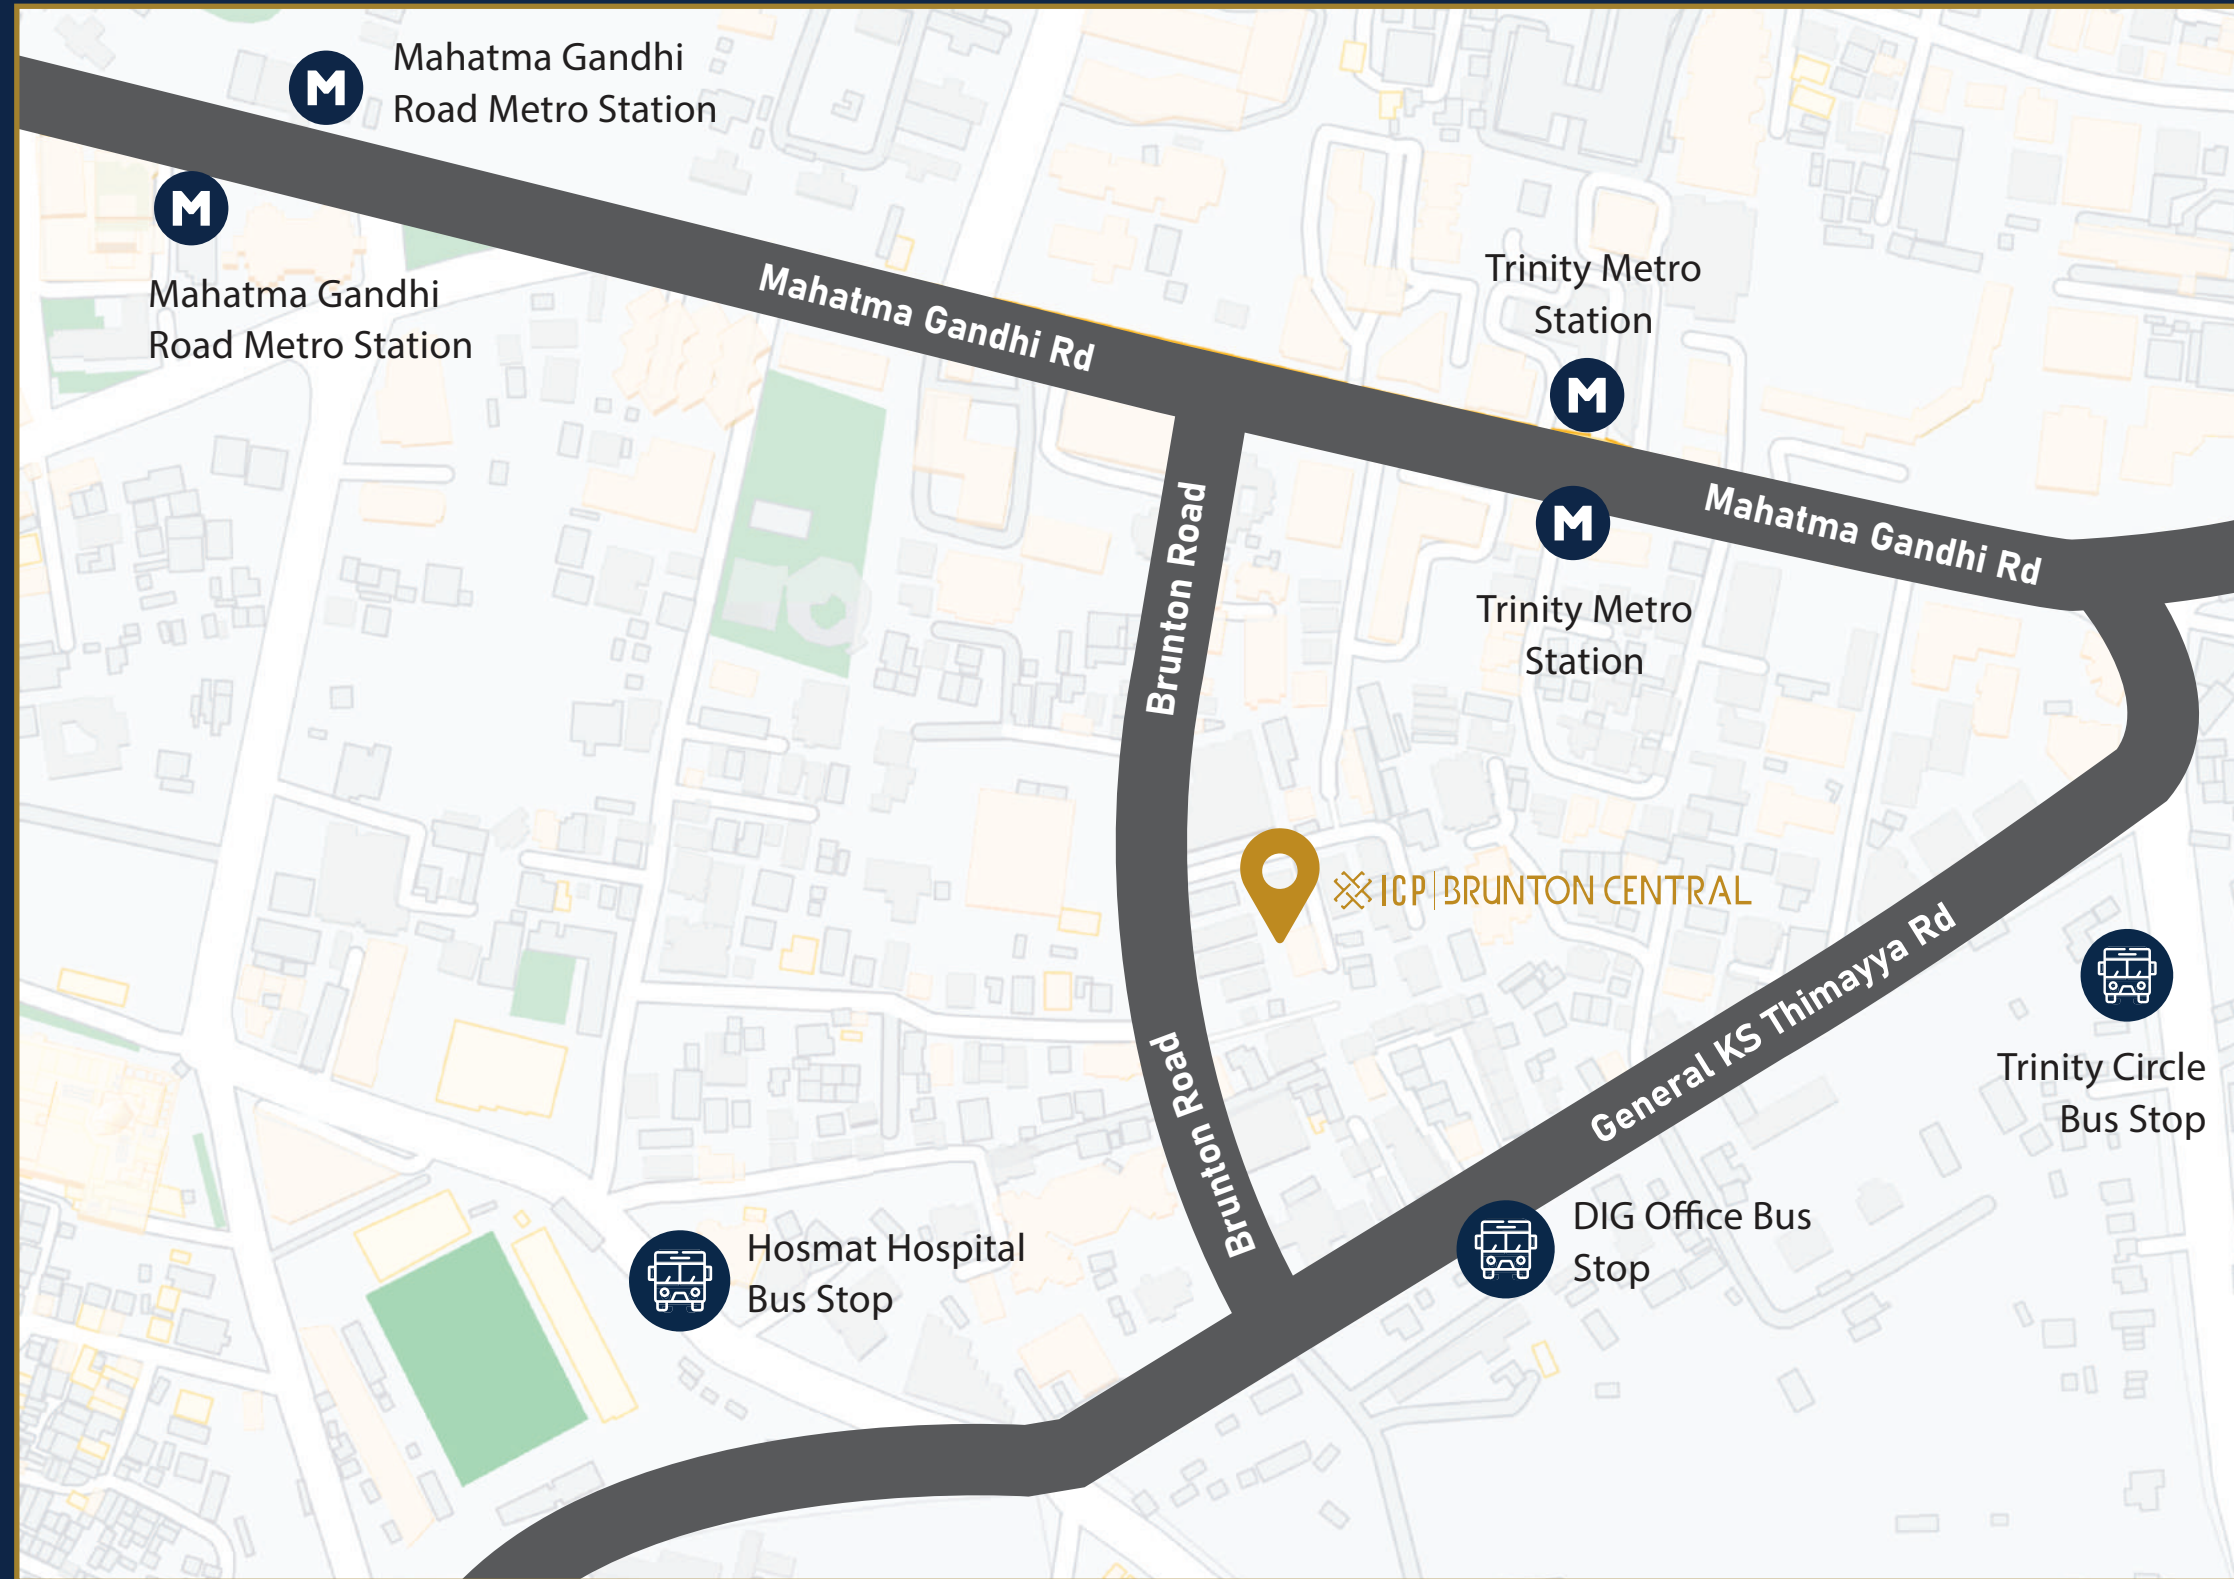 Mahatma Gandhi
Road Metro Station
M
M
Mahatma Gandhi
Road Metro Station
Mahatma Gandhi Rd
Trinity Metro
Station
M
Mahatma Gandhi Rd
M
Trinity Metro
Station
Brunton Road
ICP|BRUNTON CENTRAL
General KS Thimayya Rd
Trinity Circle
Bus Stop
Brunton Road
DIG Office Bus
Stop
Hosmat Hospital
Bus Stop